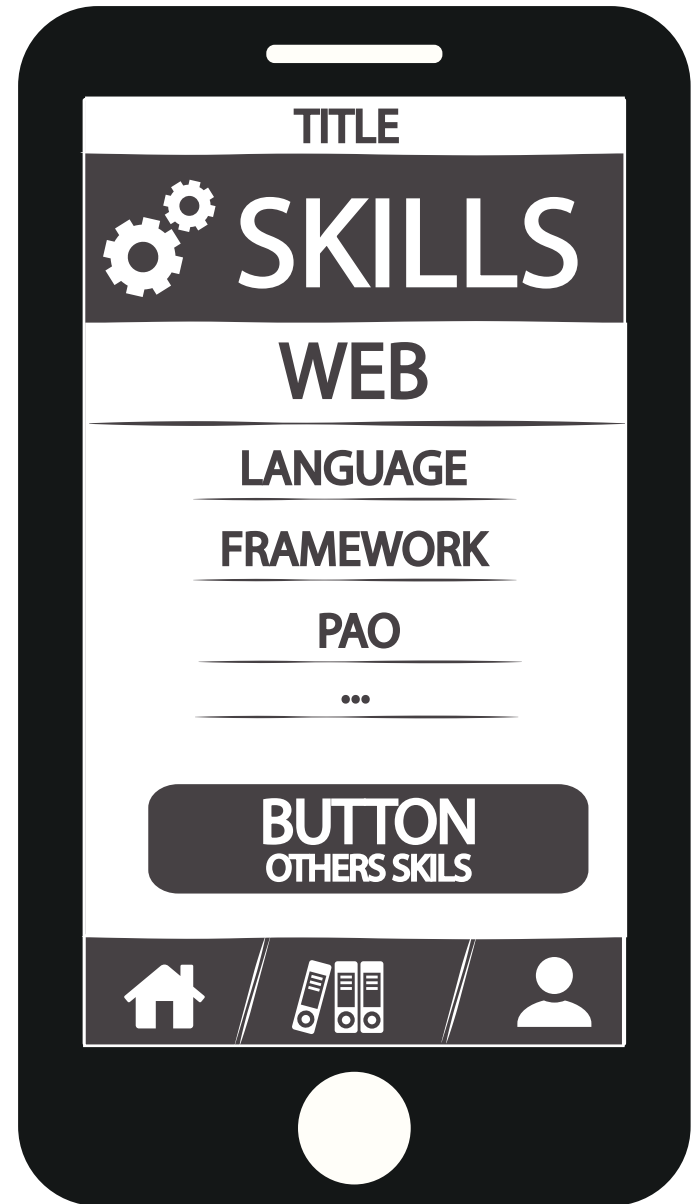 TITLE
SKILLS
WEB
LANGUAGE
FRAMEWORK
PAO
...
BUTTON
OTHERS SKILS